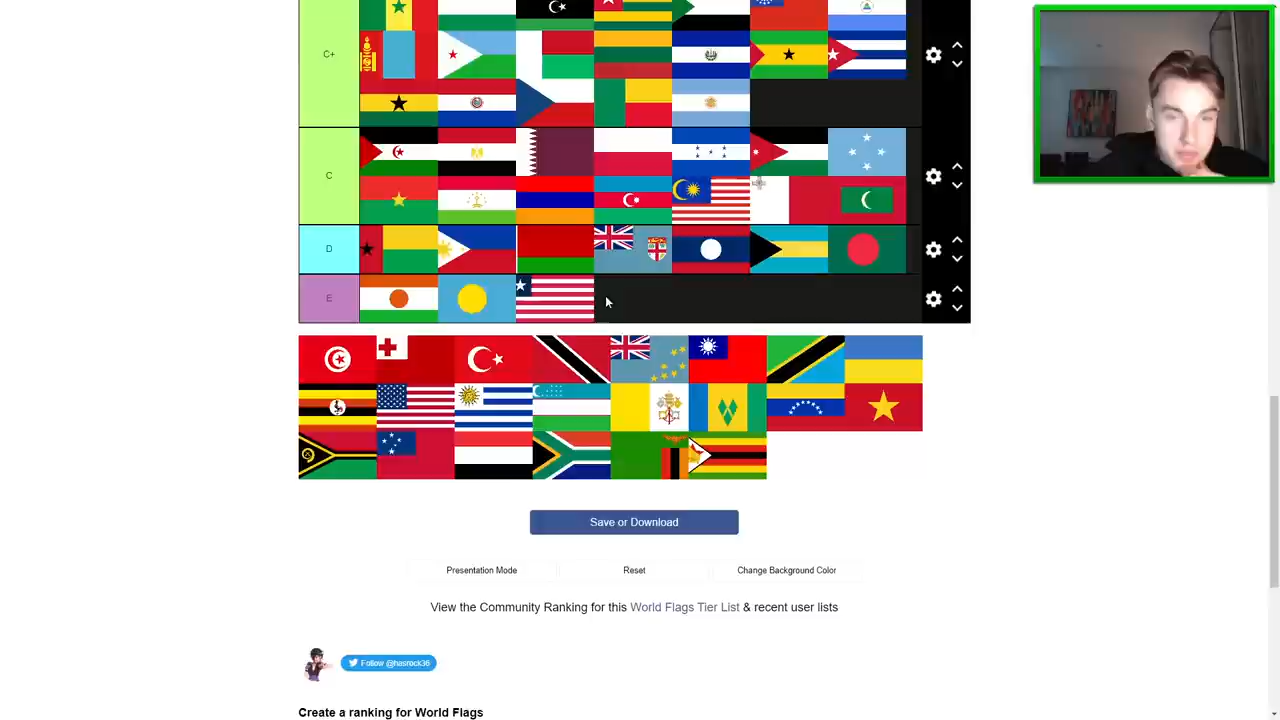 C+
C
D
E
Save or Download
Presentation Mode
Reset
Change Background Color
View the Community Ranking for this World Flags Tier List & recent user lists
Follow @hasrock36
Create a ranking for World Flags